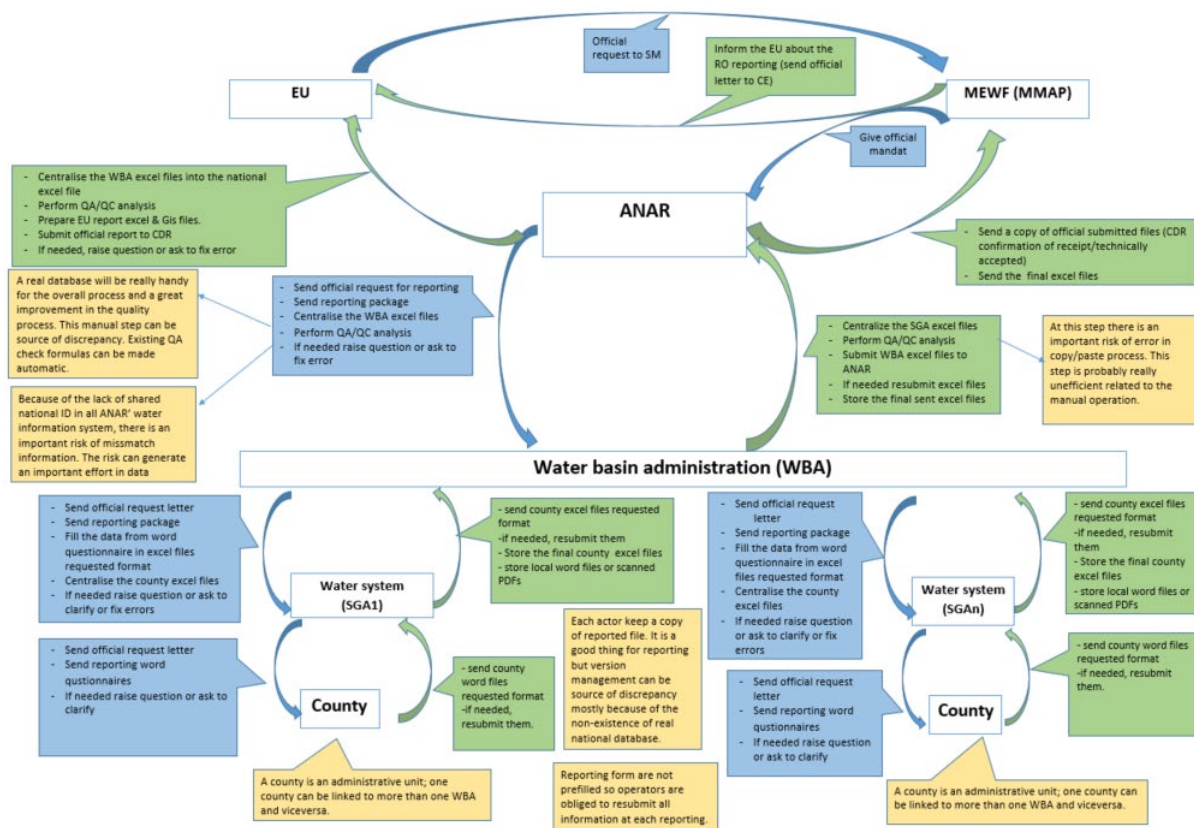 Official
request to SM
Inform the EU about the
RO reporting (send official
letter to CE)
EU
MEWF (MMAP)
Give official
mandat
- Centralise the WBA excel files into the national
excel file
- Perform QA/QC analysis
- Prepare EU report excel & Gis files.
- Submit official report to CDR
- If needed, raise question or ask to fix error
ANAR
- Send a copy of official submitted files (CDR
confirmation of receipt/technically
accepted)
- Send the final excel files
A real database will be really handy
for the overall process and a great
improvement in the quality
process. This manual step can be
source of discrepancy. Existing QA
check formulas can be made
automatic.
- Send official request for reporting
- Send reporting package
- Centralise the WBA excel files
- Perform QA/QC analysis
- If needed raise question or ask to
fix error
- Centralize the SGA excel files
- Perform QA/QC analysis
- Submit WBA excel files to
ANAR
- If needed resubmit excel files
- Store the final sent excel files
At this step there is an
important risk of error in
copy/paste process. This
step is probably really
unefficient related to the
manual operation.
Because of the lack of shared
national ID in all ANAR' water
information system, there is an
important risk of missmatch
information. The risk can generate
an important effort in data
Water basin administration (WBA)
- Send official request letter
- Send reporting package
- Fill the data from word
questionnaire in excel files
requested format
- Centralise the county excel files
- If needed raise question or ask to
clarify or fix errors
- send county excel files requested
format
-if needed, resubmit them
- Store the final county excel files
- store local word files or scanned
PDFs
- Send official request
letter
- Send reporting package
- Fill the data from word
questionnaire in excel files
requested format
- Centralise the county
excel files
- If needed raise question
or ask to clarify or fix
errors
- send county excel files
requested format
-if needed, resubmit
them
- Store the final county
excel files
- store local word files or
scanned PDFs
Water system
(SGA1)
Water system
(SGAn)
- Send official request letter
- Send reporting word
qustionnaires
- If needed raise question or ask to
clarify
- send county
word files
requested format
-if needed,
resubmit them.
Each actor keep a copy
of reported file. It is a
good thing for reporting
but version
management can be
source of discrepancy
mostly because of the
non-existence of real
national database.
- Send official request
letter
- Send reporting word
qustionnaires
- If needed raise question
or ask to clarify
- send county word files
requested format
-if needed, resubmit
them.
County
County
A county is an administrative unit; one
county can be linked to more than one WBA
and viceversa.
Reporting form are not
prefilled so operators are
obliged to resubmit all
information at each reporting.
A county is an administrative unit; one county can
be linked to more than one WBA and viceversa.